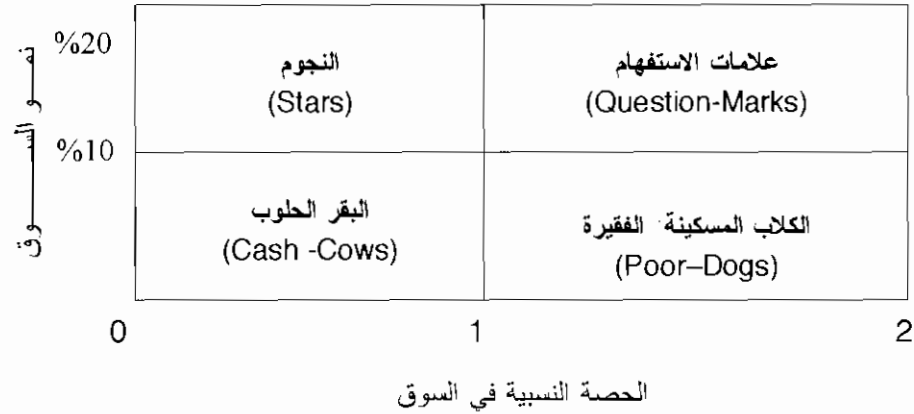 نمو السوق
%20
%10
النجوم
(Stars)
علامات الاستفهام
(Question-Marks)
البقر الحلوب
(Cash -Cows)
الكلاب المسكينة الفقيرة
(Poor–Dogs)
0 1 2
الحصة النسبية في السوق